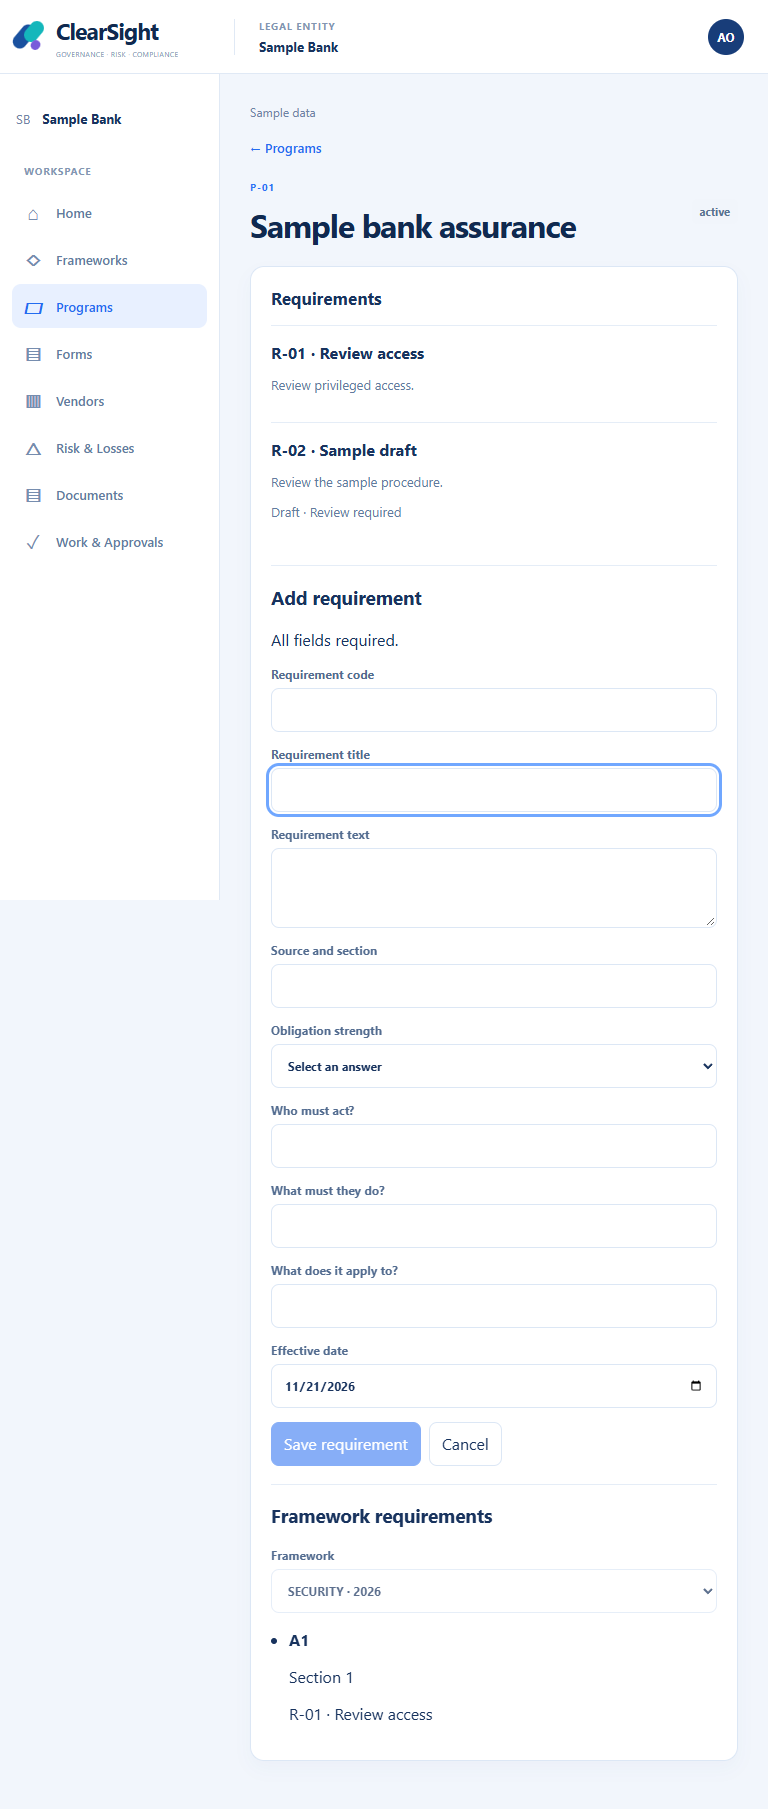 ClearSight
GOVERNANCE · RISK · COMPLIANCE
LEGAL ENTITY
Sample Bank
AO
SB Sample Bank
WORKSPACE
Home
Frameworks
Programs
Forms
Vendors
Risk & Losses
Documents
Work & Approvals
Sample data
← Programs
P-01
Sample bank assurance
active
Requirements
R-01 · Review access
Review privileged access.
R-02 · Sample draft
Review the sample procedure.
Draft · Review required
Add requirement
All fields required.
Requirement code
Requirement title
Requirement text
Source and section
Obligation strength
Select an answer
Who must act?
What must they do?
What does it apply to?
Effective date
11/21/2026
Save requirement
Cancel
Framework requirements
Framework
SECURITY · 2026
A1
Section 1
R-01 · Review access